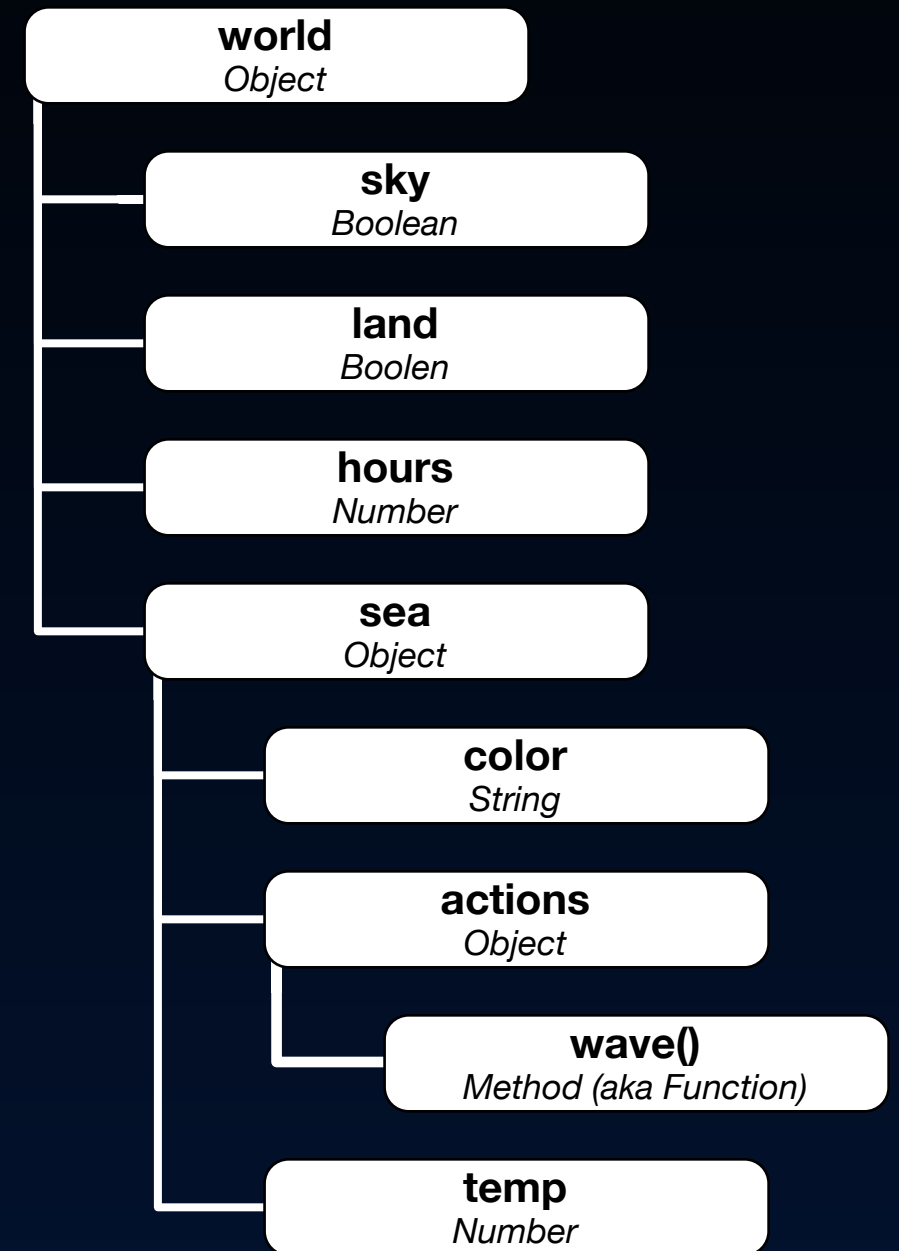 world
Object
sky
Boolean
land
Boolen
hours
Number
sea
Object
color
String
actions
Object
wave()
Method (aka Function)
temp
Number